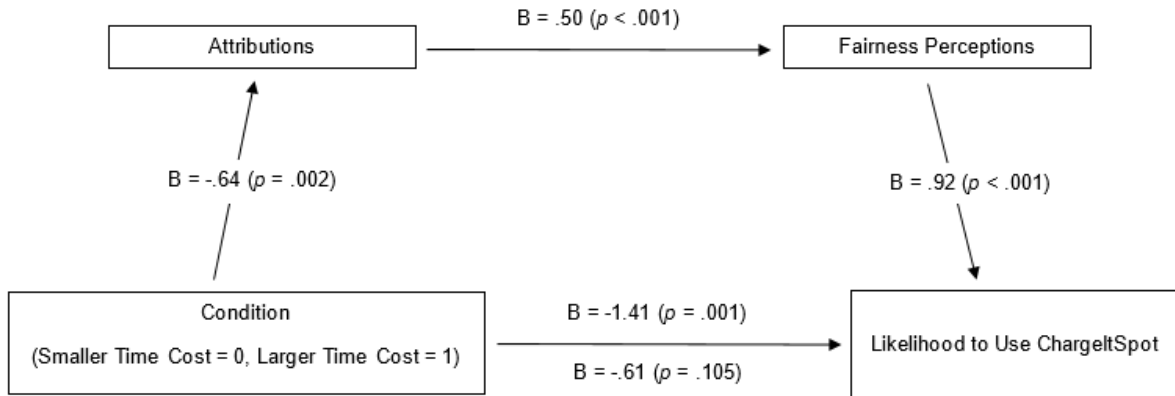 B = .50 (p < .001)
Attributions
Fairness Perceptions
B = -.64 (p = .002)
B = .92 (p < .001)
Condition
(Smaller Time Cost = 0, Larger Time Cost = 1)
B = -1.41 (p = .001)
B = -.61 (p = .105)
Likelihood to Use ChargeItSpot